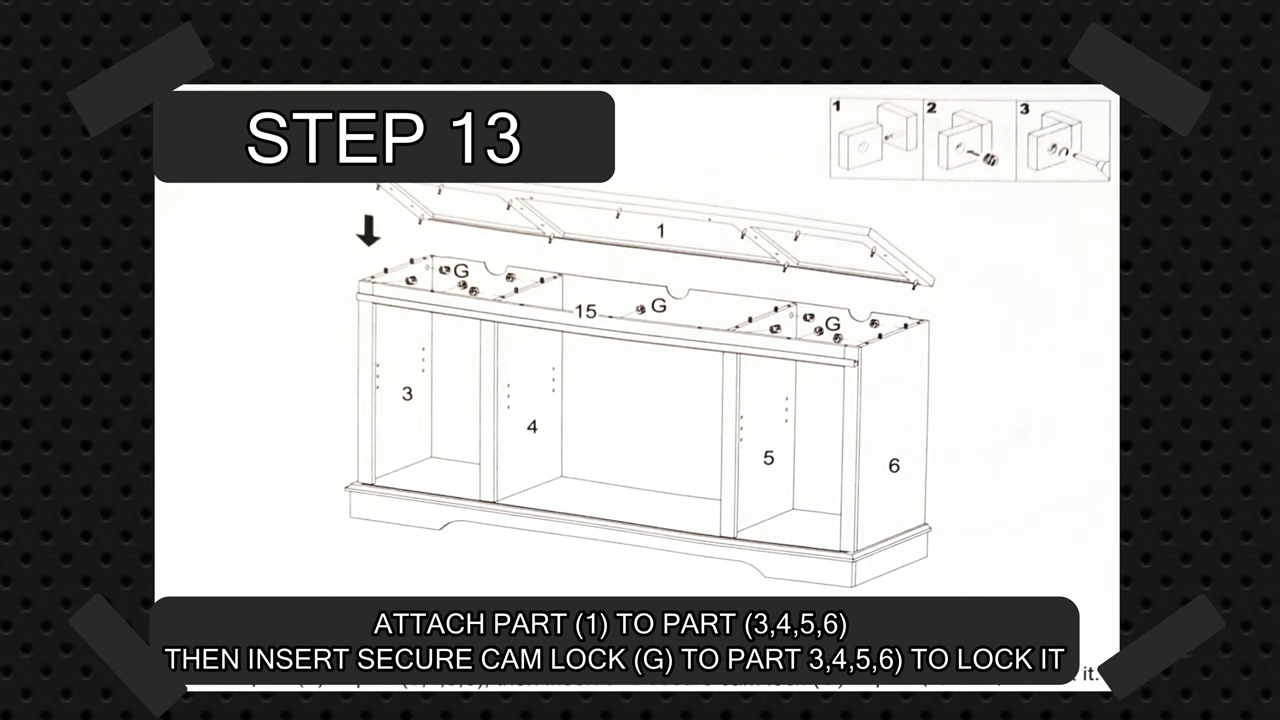 STEP 13
1 2 3
1
G
15 G
G
3
4
5
6
ATTACH PART (1) TO PART (3,4,5,6)
THEN INSERT SECURE CAM LOCK (G) TO PART 3,4,5,6) TO LOCK IT
it.